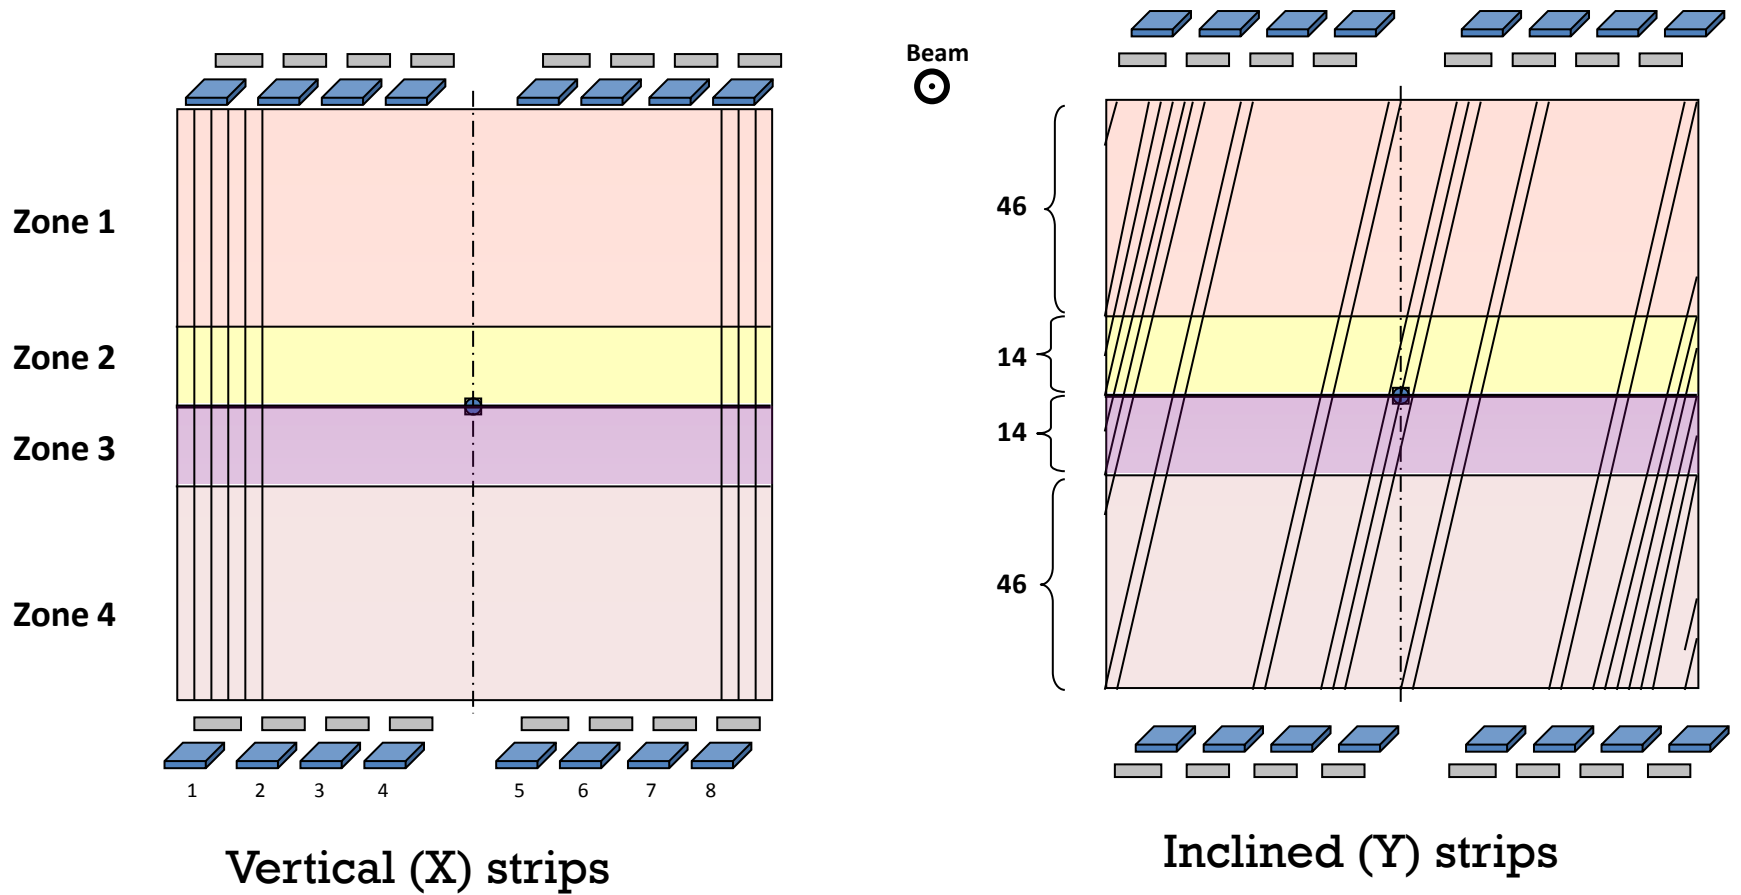 Beam
Zone 1
Zone 2
Zone 3
Zone 4
46
14
14
46
1 2 3 4 5 6 7 8
Vertical (X) strips
Inclined (Y) strips